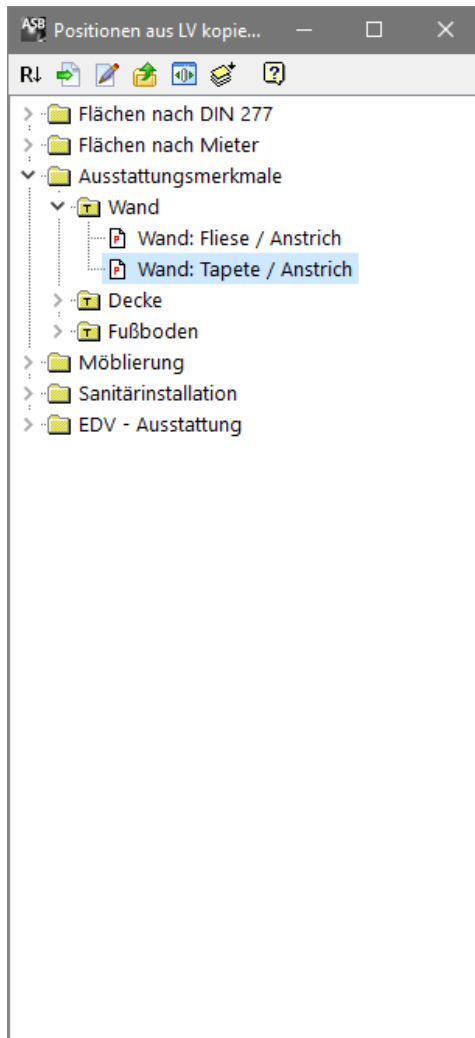 ASB Positionen aus LV kopie...
R↓
Flächen nach DIN 277
Flächen nach Mieter
Ausstattungsmerkmale
T Wand
P Wand: Fliese / Anstrich
P Wand: Tapete / Anstrich
T Decke
T Fußboden
Möblierung
Sanitärinstallation
EDV - Ausstattung